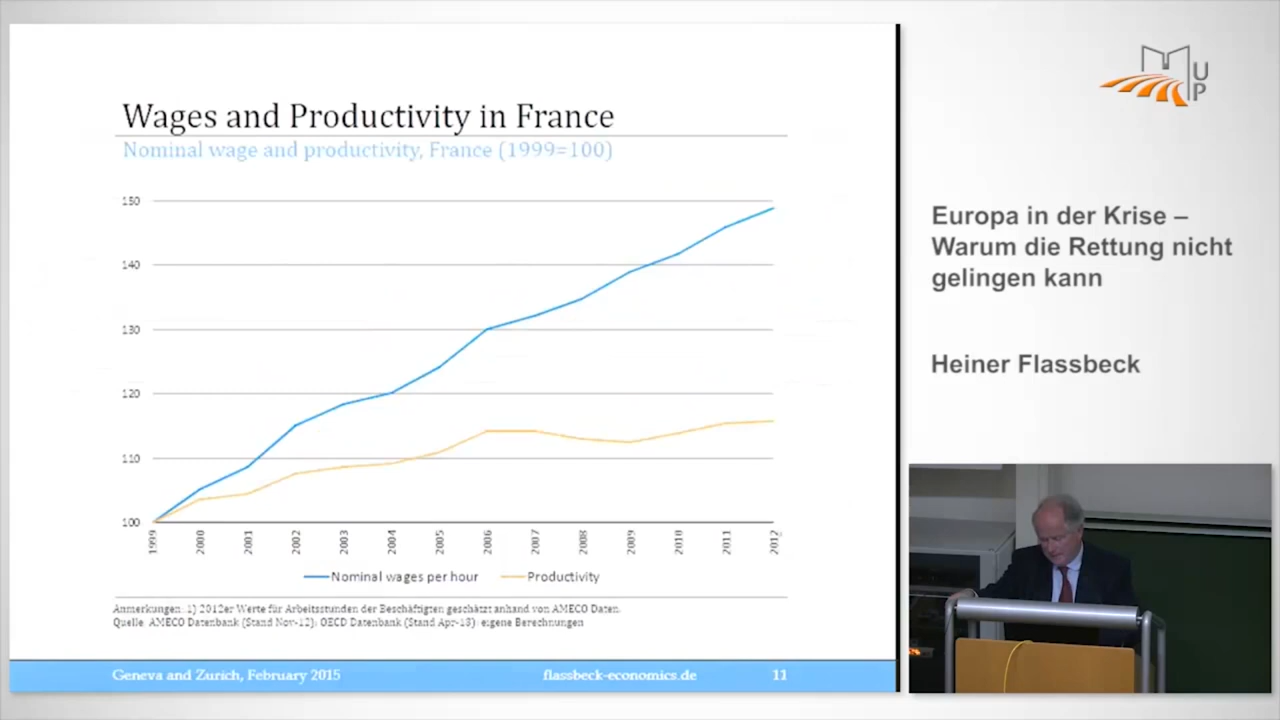 Wages and Productivity in France
Nominal wage and productivity, France (1999=100)
150
140
130
120
110
100
1999
2000
2001
2002
2003
2004
2005
2006
2007
2008
2009
2010
2011
2012
Nominal wages per hour
Productivity
Anmerkungen: 1) 2012er Werte für Arbeitsstunden der Beschäftigten geschätzt anhand von AMECO Daten.
Quelle: AMECO Datenbank (Stand Nov-12); OECD Datenbank (Stand Apr-13); eigene Berechnungen
Geneva and Zurich, February 2015
flassbeck-economics.de
11
MUP
Europa in der Krise –
Warum die Rettung nicht
gelingen kann
Heiner Flassbeck